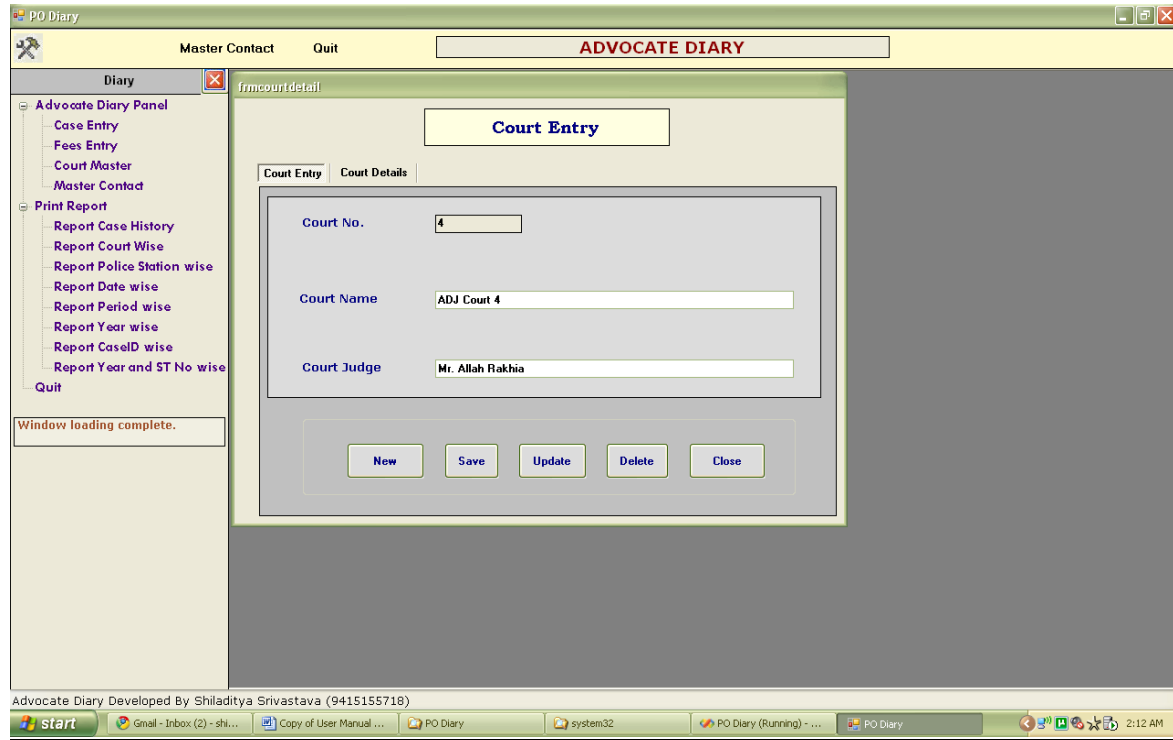 PO Diary
Master Contact Quit ADVOCATE DIARY
Diary
Advocate Diary Panel
Case Entry
Fees Entry
Court Master
Master Contact
Print Report
Report Case History
Report Court Wise
Report Police Station wise
Report Date wise
Report Period wise
Report Year wise
Report CaseID wise
Report Year and ST No wise
Quit
Window loading complete.
frmcourtdetail
Court Entry
Court Entry Court Details
Court No. 4
Court Name ADJ Court 4
Court Judge Mr. Allah Rakhia
New Save Update Delete Close
Advocate Diary Developed By Shiladitya Srivastava (9415155718)
start Gmail - Inbox (2) - shi... Copy of User Manual ... PO Diary system32 PO Diary (Running) - ... PO Diary 2:12 AM